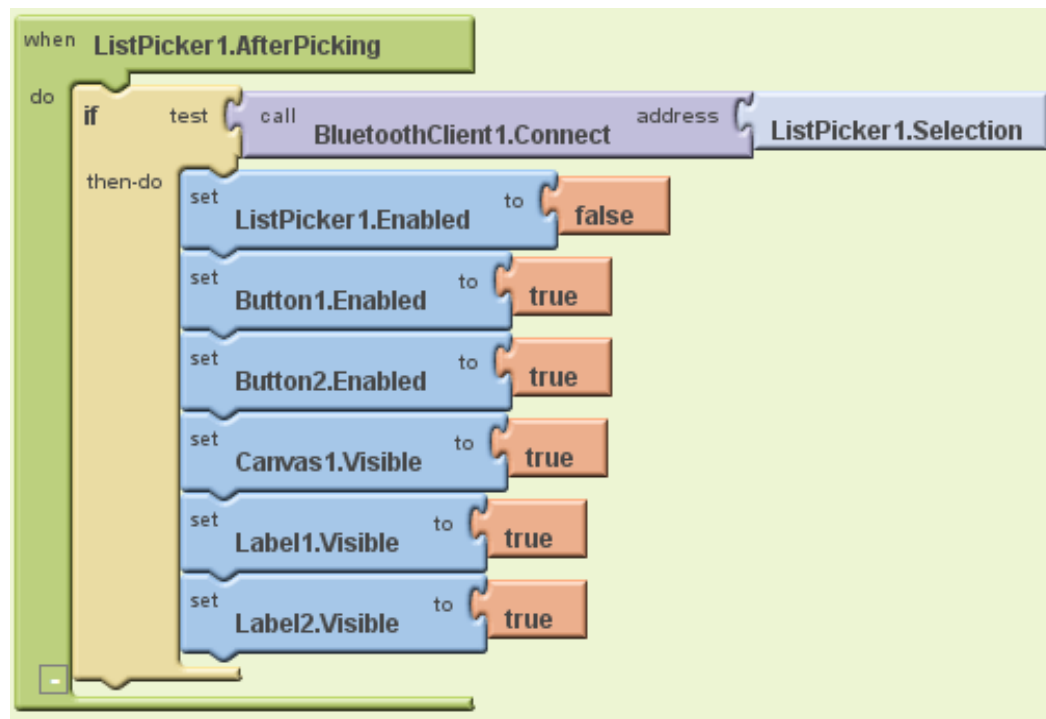 when ListPicker1.AfterPicking
do if test call BluetoothClient1.Connect address ListPicker1.Selection
then-do set ListPicker1.Enabled to false
set Button1.Enabled to true
set Button2.Enabled to true
set Canvas1.Visible to true
set Label1.Visible to true
set Label2.Visible to true
-